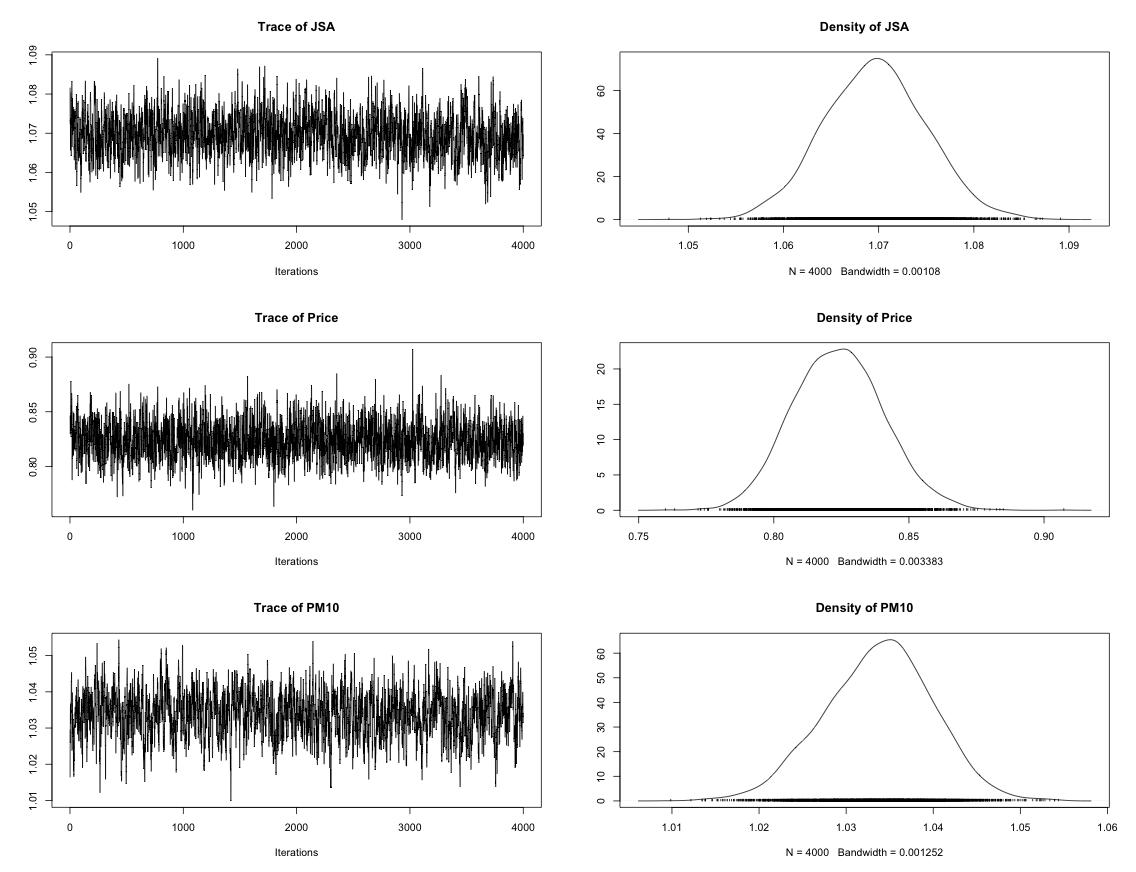 Trace of JSA
1.05 1.06 1.07 1.08 1.09
0 1000 2000 3000 4000
Iterations
Density of JSA
0 20 40 60
1.05 1.06 1.07 1.08 1.09
N = 4000 Bandwidth = 0.00108
Trace of Price
0.80 0.85 0.90
0 1000 2000 3000 4000
Iterations
Density of Price
0 5 10 15 20
0.75 0.80 0.85 0.90
N = 4000 Bandwidth = 0.003383
Trace of PM10
1.01 1.02 1.03 1.04 1.05
0 1000 2000 3000 4000
Iterations
Density of PM10
0 10 20 30 40 50 60
1.01 1.02 1.03 1.04 1.05 1.06
N = 4000 Bandwidth = 0.001252